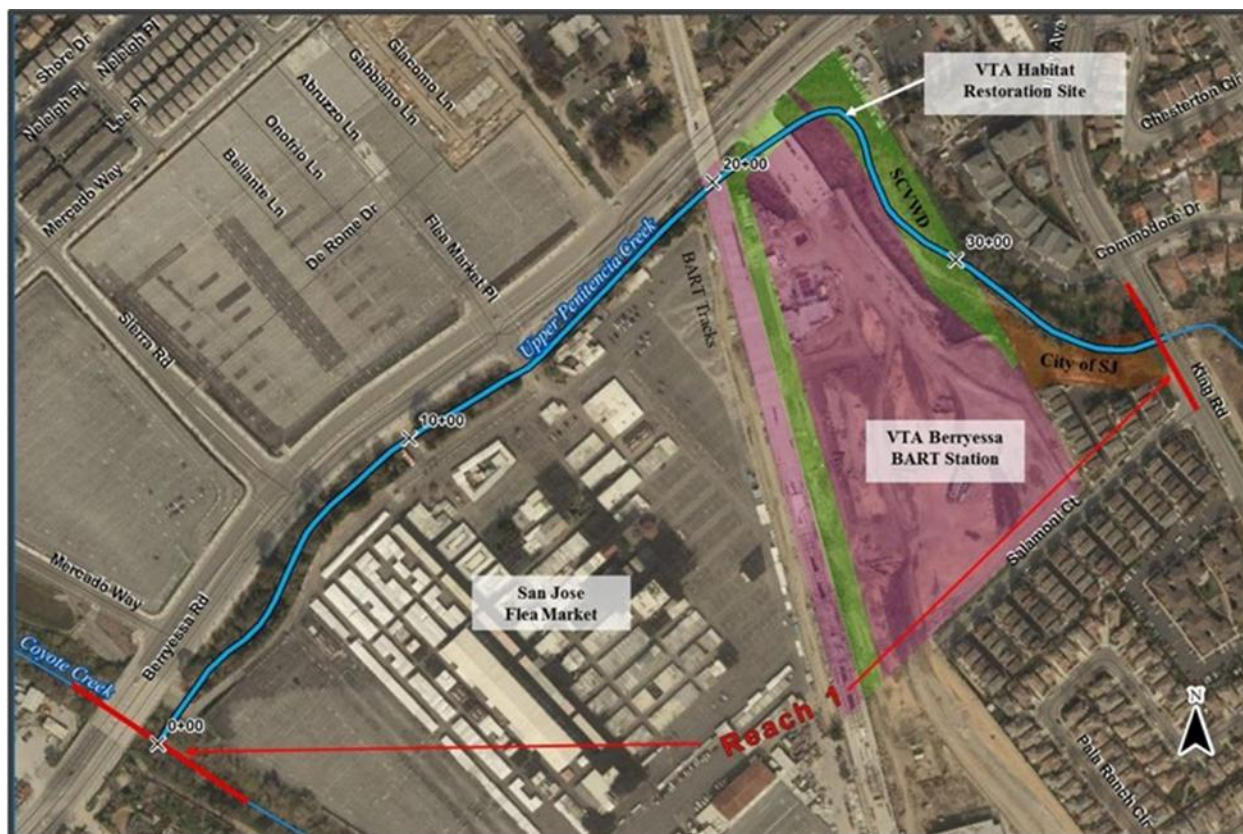 Shore Dr
Neleigh Pl
Neleigh Pl
Lee Pl
Mercado Way
Giacomo Ln
Gabbiano Ln
Abruzzo Ln
Onofrio Ln
Bellante Ln
De Rome Dr
Flea Market Pl
Sierra Rd
Mercado Way
Berryessa Rd
Coyote Creek
0+00
10+00
Upper Penitencia Creek
20+00
BART Tracks
VTA Habitat
Restoration Site
Ave
Chesterton Cir
SCVWD
30+00
Commodore Dr
City of SJ
King Rd
VTA Berryessa
BART Station
Salamoni Ct
San Jose
Flea Market
Reach 1
N
Pala Ranch Cir